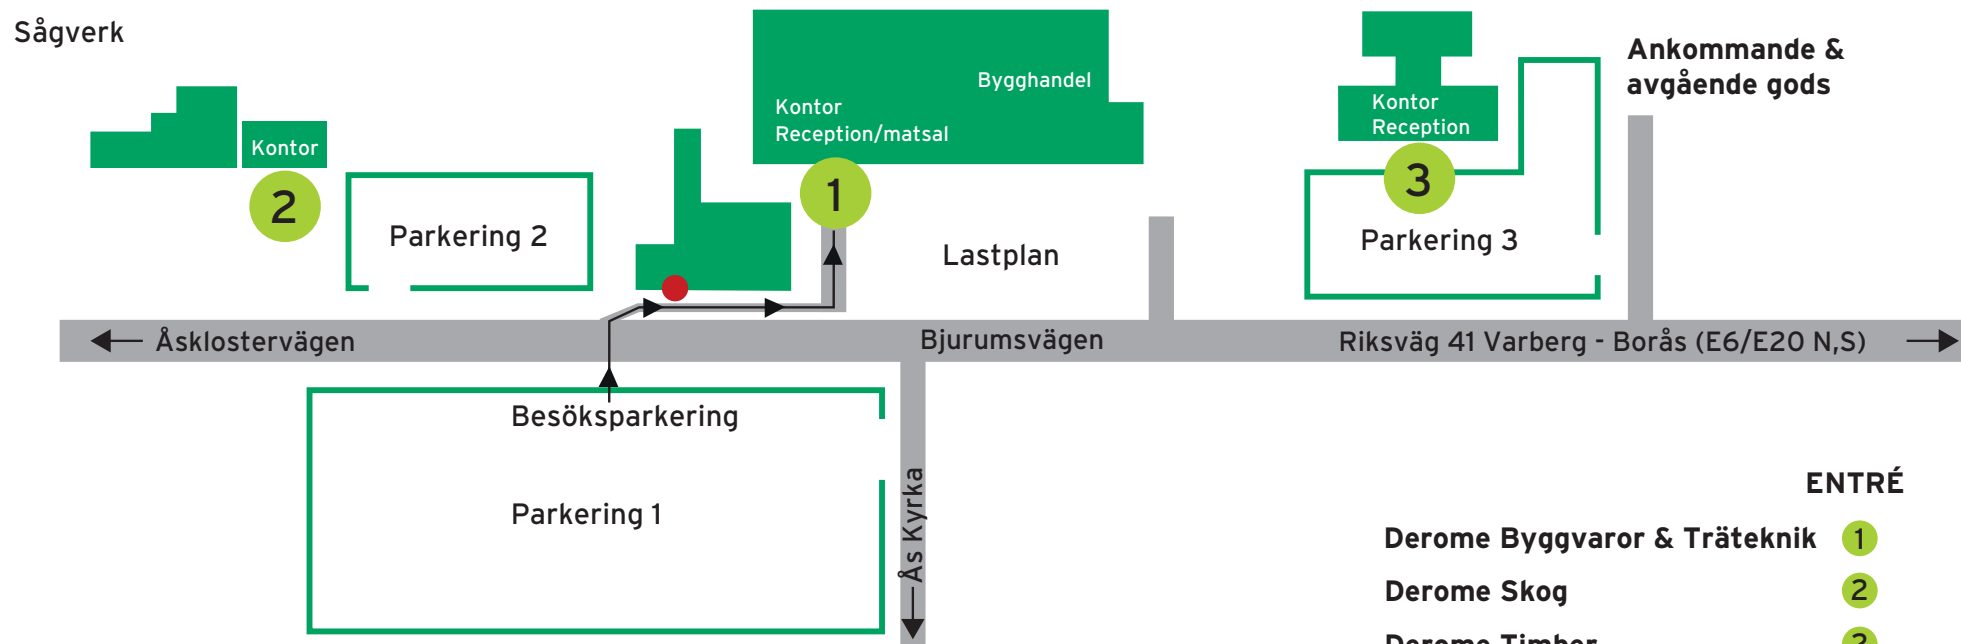 Sågverk
Kontor
2
Parkering 2
Bygghandel
Kontor
Reception/matsal
1
Lastplan
Kontor
Reception
3
Parkering 3
Ankommande &
avgående gods
Åsklostervägen
Bjurumsvägen
Riksväg 41 Varberg - Borås (E6/E20 N,S)
Besöksparkering
Parkering 1
Ås Kyrka
ENTRÉ
Derome Byggvaror & Träteknik 1
Derome Skog 2
Derome Timber